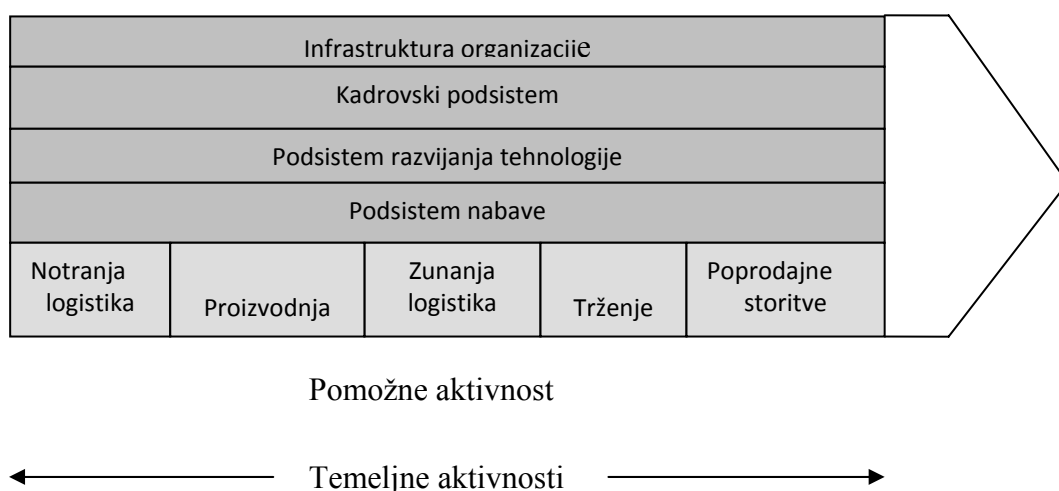 Infrastruktura organizacije
Kadrovski podsistem
Podsistem razvijanja tehnologije
Podsistem nabave
Notranja
logistika
Proizvodnja
Zunanja
logistika
Trženje
Poprodajne
storitve
Pomožne aktivnost
Temeljne aktivnosti